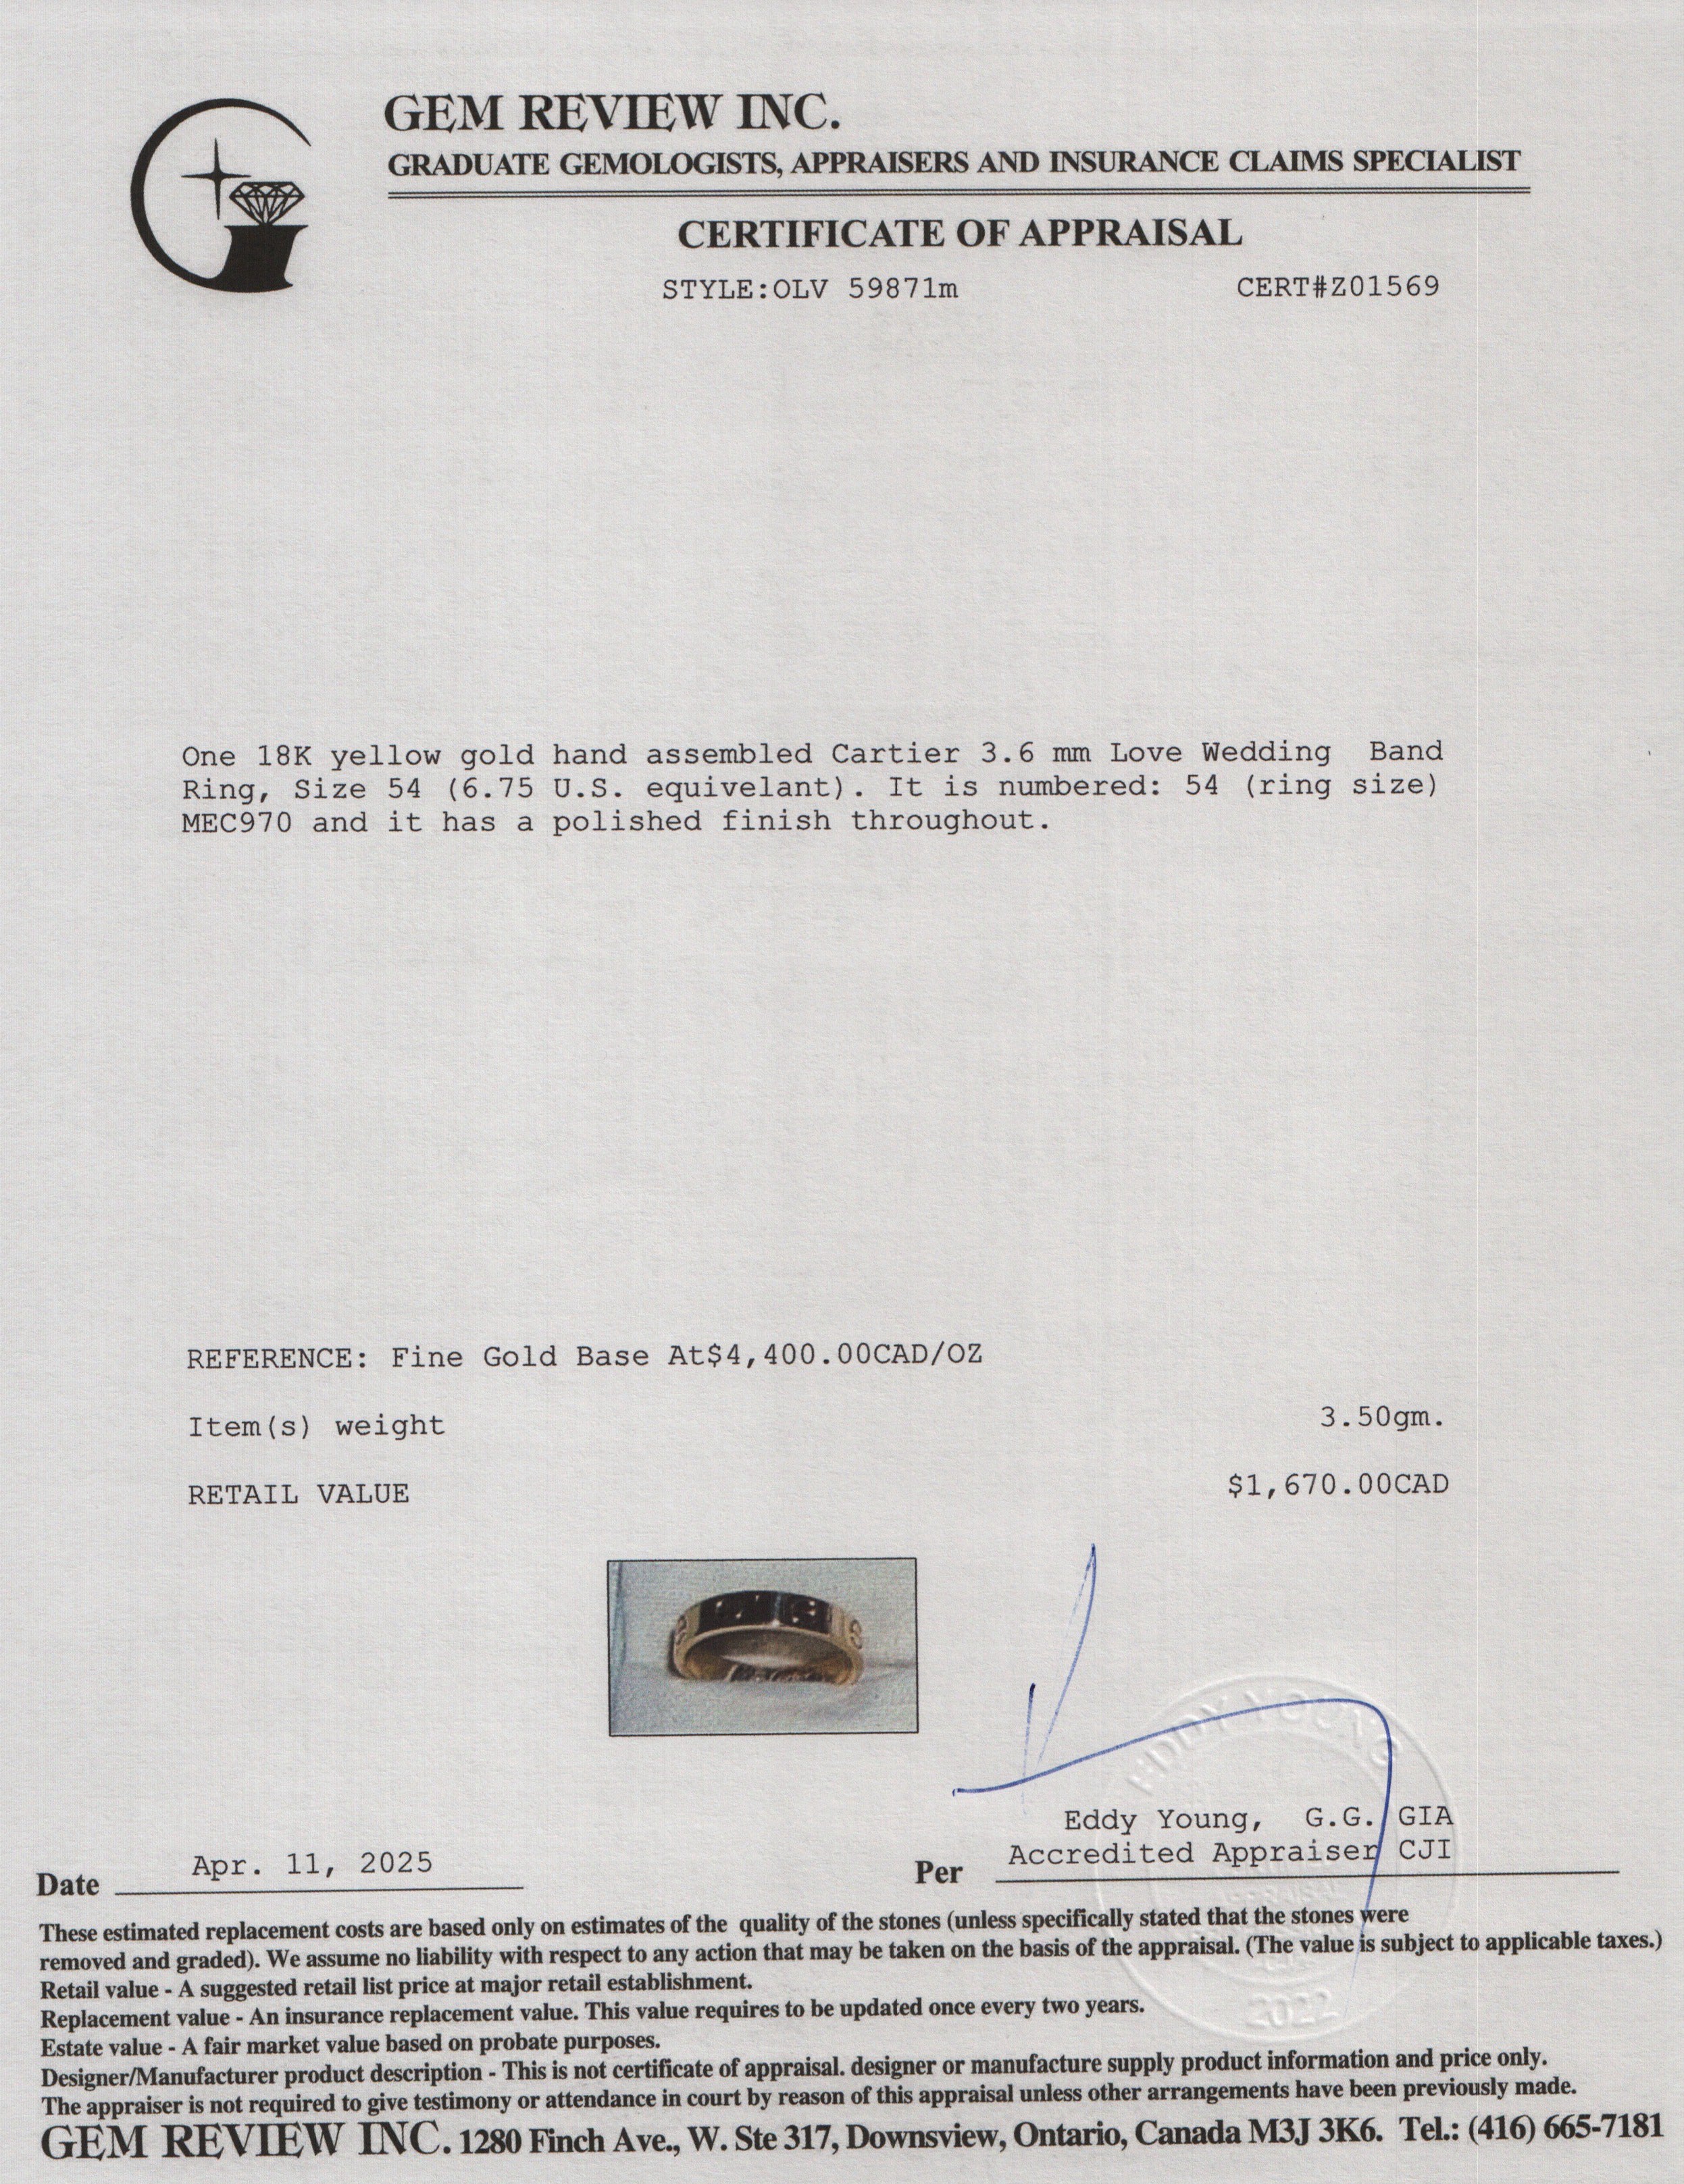 GEM REVIEW INC.
GRADUATE GEMOLOGISTS, APPRAISERS AND INSURANCE CLAIMS SPECIALIST
CERTIFICATE OF APPRAISAL
STYLE:OLV 59871m CERT#Z01569
One 18K yellow gold hand assembled Cartier 3.6 mm Love Wedding Band
Ring, Size 54 (6.75 U.S. equivelant). It is numbered: 54 (ring size)
MEC970 and it has a polished finish throughout.
REFERENCE: Fine Gold Base At$4,400.00CAD/OZ
Item(s) weight 3.50gm.
RETAIL VALUE $1,670.00CAD
EDDY YOUNG
Eddy Young, G.G. GIA
Accredited Appraiser CJI
Date Apr. 11, 2025 Per
These estimated replacement costs are based only on estimates of the quality of the stones (unless specifically stated that the stones were
removed and graded). We assume no liability with respect to any action that may be taken on the basis of the appraisal. (The value is subject to applicable taxes.)
Retail value - A suggested retail list price at major retail establishment.
Replacement value - An insurance replacement value. This value requires to be updated once every two years.
2022
Estate value - A fair market value based on probate purposes.
Designer/Manufacturer product description - This is not certificate of appraisal. designer or manufacture supply product information and price only.
The appraiser is not required to give testimony or attendance in court by reason of this appraisal unless other arrangements have been previously made.
GEM REVIEW INC. 1280 Finch Ave., W. Ste 317, Downsview, Ontario, Canada M3J 3K6. Tel.: (416) 665-7181